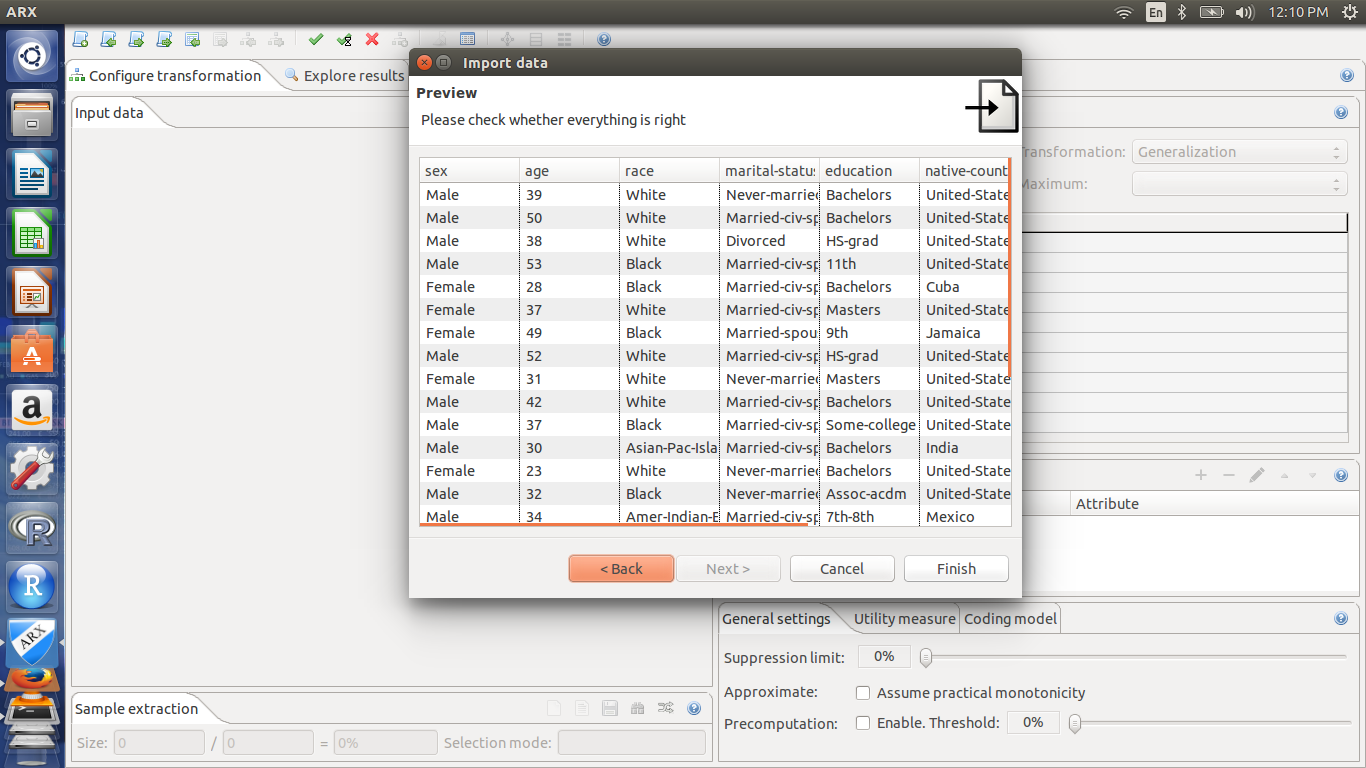 ARX
En
12:10 PM
Configure transformation
Explore results
Input data
Import data
Preview
Please check whether everything is right
sex age race marital-status education native-count
Male 39 White Never-married Bachelors United-State
Male 50 White Married-civ-sp Bachelors United-State
Male 38 White Divorced HS-grad United-State
Male 53 Black Married-civ-sp 11th United-State
Female 28 Black Married-civ-sp Bachelors Cuba
Female 37 White Married-civ-sp Masters United-State
Female 49 Black Married-spou 9th Jamaica
Male 52 White Married-civ-sp HS-grad United-State
Female 31 White Never-married Masters United-State
Male 42 White Married-civ-sp Bachelors United-State
Male 37 Black Married-civ-sp Some-college United-State
Male 30 Asian-Pac-Isla Married-civ-sp Bachelors India
Female 23 White Never-married Bachelors United-State
Male 32 Black Never-married Assoc-acdm United-State
Male 34 Amer-Indian-E Married-civ-sp 7th-8th Mexico
< Back Next > Cancel Finish
Transformation: Generalization
Maximum:
Attribute
General settings Utility measure Coding model
Suppression limit: 0%
Approximate: Assume practical monotonicity
Precomputation: Enable. Threshold: 0%
Sample extraction
Size: 0 / 0 = 0% Selection mode:
a
R
R
ARX